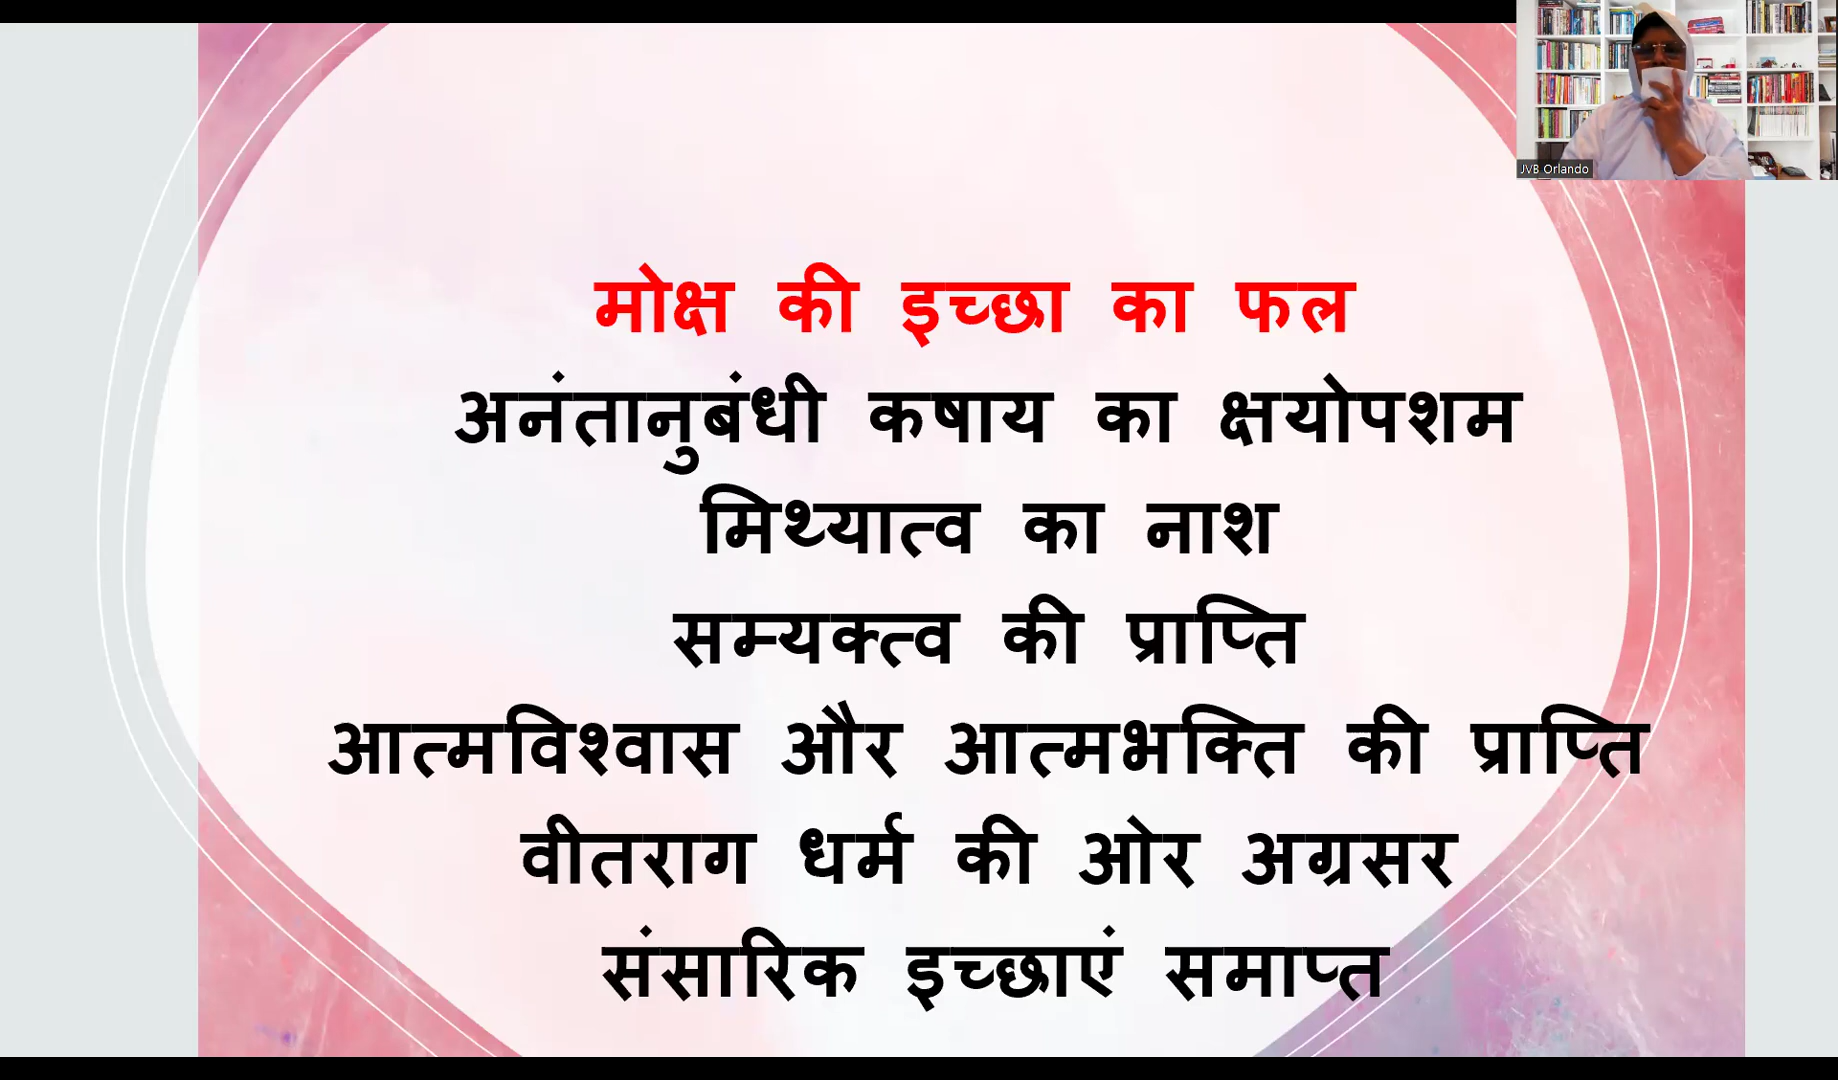 JVB Orlando
मोक्ष की इच्छा का फल
अनंतानुबंधी कषाय का क्षयोपशम
मिथ्यात्व का नाश
सम्यक्त्व की प्राप्ति
आत्मविश्वास और आत्मभक्ति की प्राप्ति
वीतराग धर्म की ओर अग्रसर
संसारिक इच्छाएं समाप्त